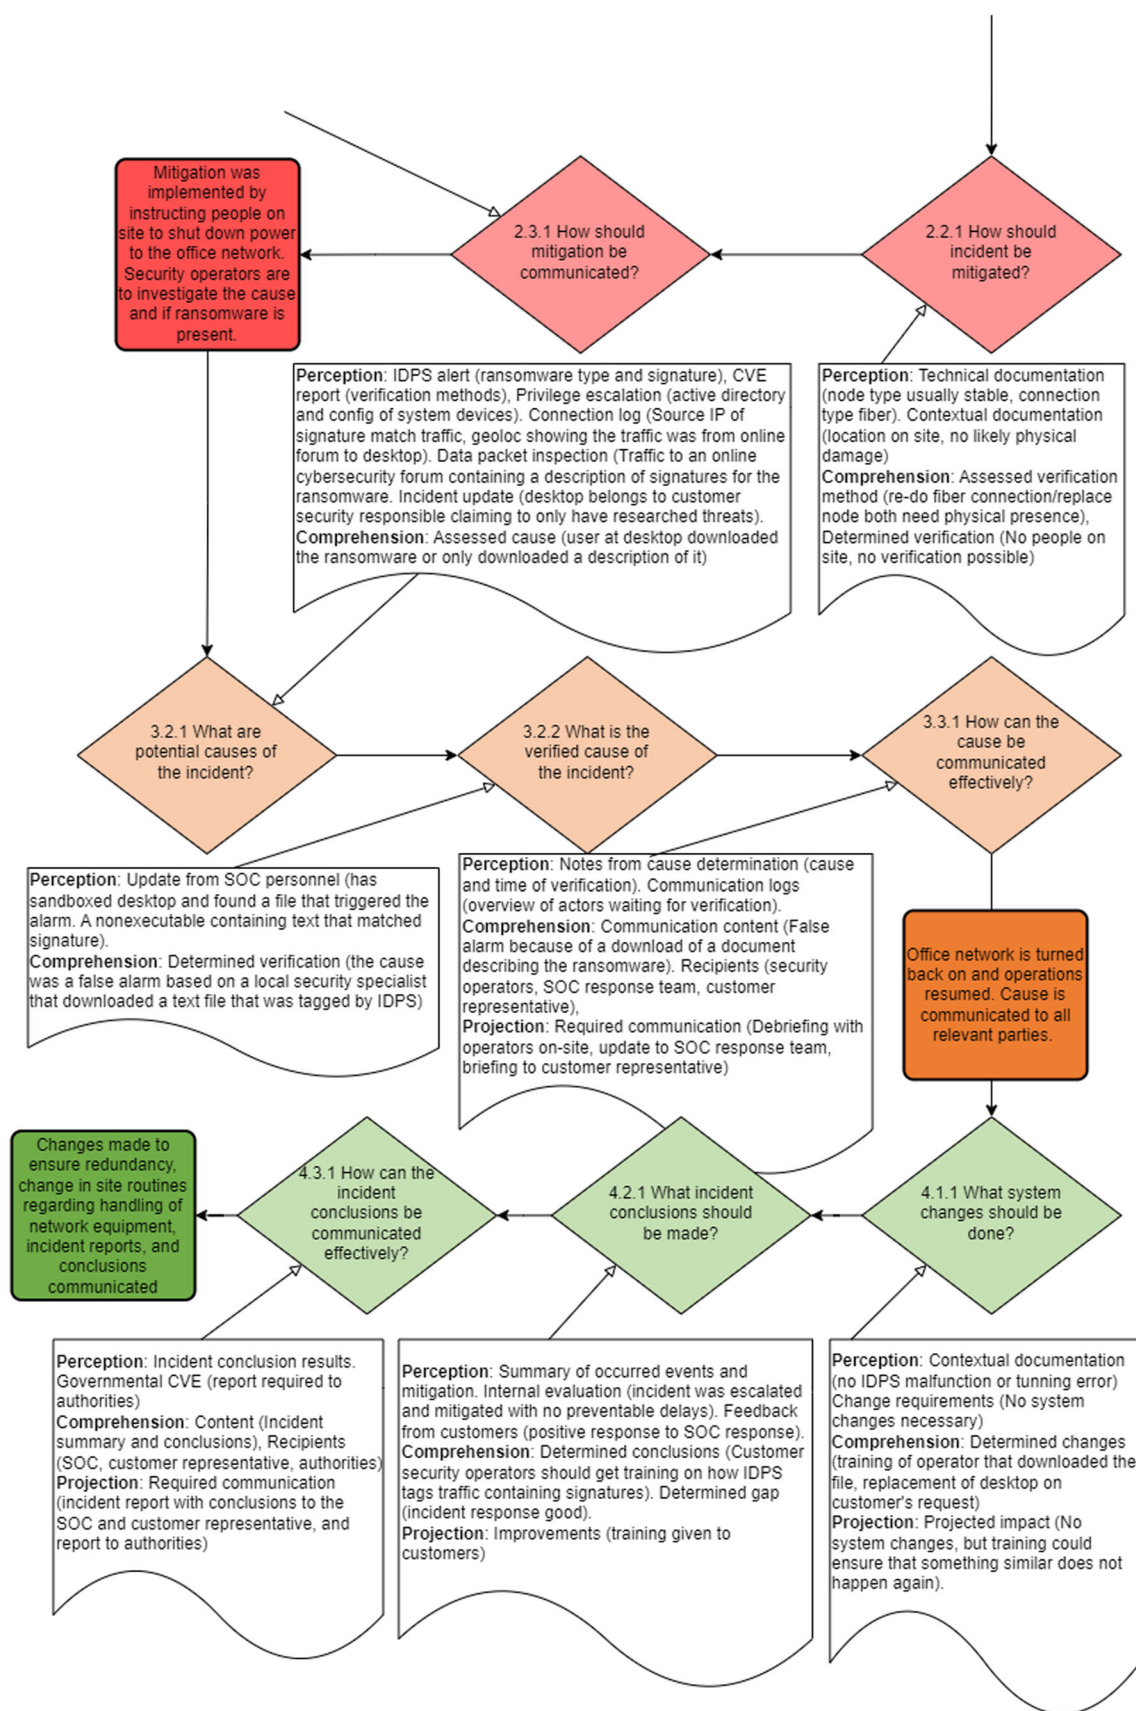 Mitigation was
implemented by
instructing people on
site to shut down power
to the office network.
Security operators are
to investigate the cause
and if ransomware is
present.
2.3.1 How should
mitigation be
communicated?
2.2.1 How should
incident be
mitigated?
Perception: IDPS alert (ransomware type and signature), CVE
report (verification methods), Privilege escalation (active directory
and config of system devices). Connection log (Source IP of
signature match traffic, geoloc showing the traffic was from online
forum to desktop). Data packet inspection (Traffic to an online
cybersecurity forum containing a description of signatures for the
ransomware. Incident update (desktop belongs to customer
security responsible claiming to only have researched threats).
Comprehension: Assessed cause (user at desktop downloaded
the ransomware or only downloaded a description of it)
Perception: Technical documentation
(node type usually stable, connection
type fiber). Contextual documentation
(location on site, no likely physical
damage)
Comprehension: Assessed verification
method (re-do fiber connection/replace
node both need physical presence),
Determined verification (No people on
site, no verification possible)
3.2.1 What are
potential causes of
the incident?
3.2.2 What is the
verified cause of
the incident?
3.3.1 How can the
cause be
communicated
effectively?
Perception: Update from SOC personnel (has
sandboxed desktop and found a file that triggered the
alarm. A nonexecutable containing text that matched
signature).
Comprehension: Determined verification (the cause
was a false alarm based on a local security specialist
that downloaded a text file that was tagged by IDPS)
Perception: Notes from cause determination (cause
and time of verification). Communication logs
(overview of actors waiting for verification).
Comprehension: Communication content (False
alarm because of a download of a document
describing the ransomware). Recipients (security
operators, SOC response team, customer
representative),
Projection: Required communication (Debriefing with
operators on-site, update to SOC response team,
briefing to customer representative)
Office network is turned
back on and operations
resumed. Cause is
communicated to all
relevant parties.
Changes made to
ensure redundancy,
change in site routines
regarding handling of
network equipment,
incident reports, and
conclusions
communicated
4.3.1 How can the
incident
conclusions be
communicated
effectively?
4.2.1 What incident
conclusions should
be made?
4.1.1 What system
changes should be
done?
Perception: Incident conclusion results.
Governmental CVE (report required to
authorities)
Comprehension: Content (Incident
summary and conclusions), Recipients
(SOC, customer representative, authorities)
Projection: Required communication
(incident report with conclusions to the
SOC and customer representative, and
report to authorities)
Perception: Summary of occurred events and
mitigation. Internal evaluation (incident was escalated
and mitigated with no preventable delays). Feedback
from customers (positive response to SOC response).
Comprehension: Determined conclusions (Customer
security operators should get training on how IDPS
tags traffic containing signatures). Determined gap
(incident response good).
Projection: Improvements (training given to
customers)
Perception: Contextual documentation
(no IDPS malfunction or tunning error)
Change requirements (No system
changes necessary)
Comprehension: Determined changes
(training of operator that downloaded the
file, replacement of desktop on
customer's request)
Projection: Projected impact (No
system changes, but training could
ensure that something similar does not
happen again).